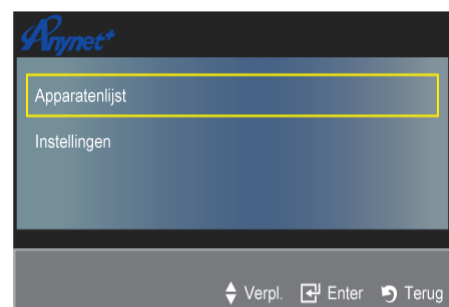 Anynet+
Apparatenlijst
Instellingen
Verpl. Enter Terug